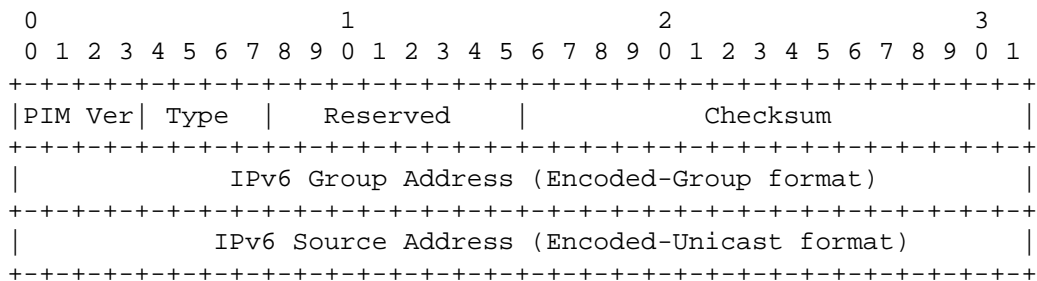 0                   1                   2                   3
 0 1 2 3 4 5 6 7 8 9 0 1 2 3 4 5 6 7 8 9 0 1 2 3 4 5 6 7 8 9 0 1
+-+-+-+-+-+-+-+-+-+-+-+-+-+-+-+-+-+-+-+-+-+-+-+-+-+-+-+-+-+-+-+-+
|PIM Ver| Type  |   Reserved    |           Checksum            |
+-+-+-+-+-+-+-+-+-+-+-+-+-+-+-+-+-+-+-+-+-+-+-+-+-+-+-+-+-+-+-+-+
|             IPv6 Group Address (Encoded-Group format)         |
+-+-+-+-+-+-+-+-+-+-+-+-+-+-+-+-+-+-+-+-+-+-+-+-+-+-+-+-+-+-+-+-+
|            IPv6 Source Address (Encoded-Unicast format)       |
+-+-+-+-+-+-+-+-+-+-+-+-+-+-+-+-+-+-+-+-+-+-+-+-+-+-+-+-+-+-+-+-+